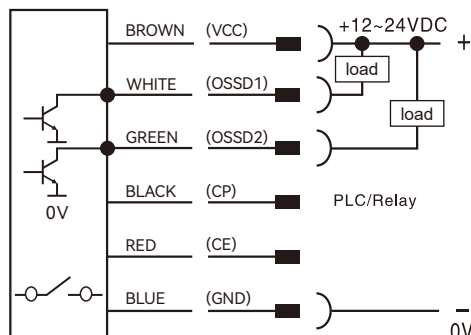 BROWN (VCC) +12~24VDC +
load
WHITE (OSSD1)
load
GREEN (OSSD2)
0V BLACK (CP) PLC/Relay
RED (CE)
BLUE (GND) −
0V